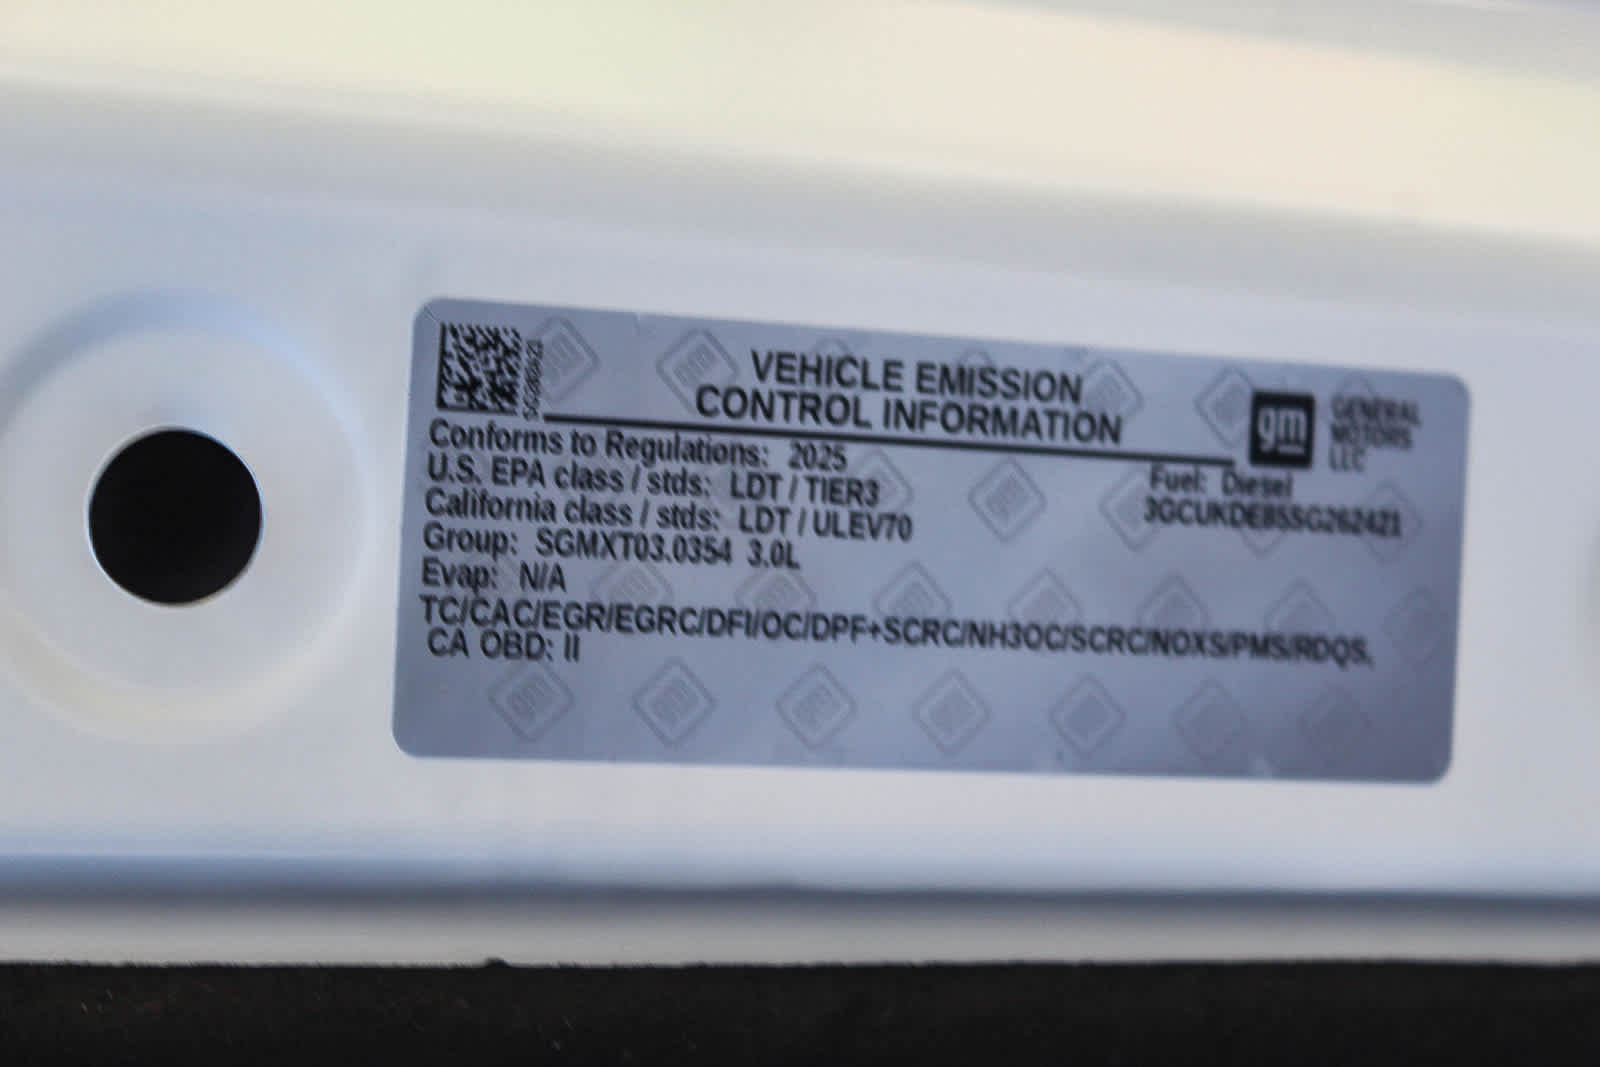 VEHICLE EMISSION
CONTROL INFORMATION
gm
GENERAL
MOTORS
LLC
Conforms to Regulations: 2025
U.S. EPA class / stds: LDT / TIER3
California class / stds: LDT / ULEV70
Group: SGMXT03.0354 3.0L
Evap: N/A
Fuel: Diesel
3GCUKDE85SG262421
TC/CAC/EGR/EGRC/DFI/OC/DPF+SCRC/NH3OC/SCRC/NOXS/PMS/RDQS,
CA OBD: II